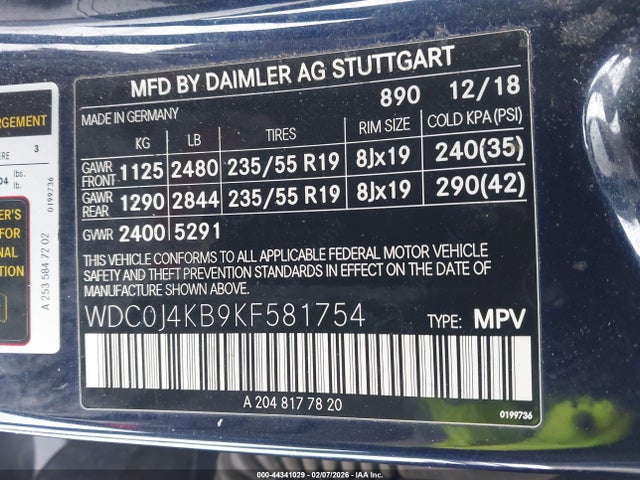 MFD BY DAIMLER AG STUTTGART
MADE IN GERMANY 890 12/18
KG LB TIRES RIM SIZE COLD KPA (PSI)
GAWR FRONT 1125 2480 235/55 R19 8Jx19 240(35)
GAWR REAR 1290 2844 235/55 R19 8Jx19 290(42)
GVWR 2400 5291
THIS VEHICLE CONFORMS TO ALL APPLICABLE FEDERAL MOTOR VEHICLE
SAFETY AND THEFT PREVENTION STANDARDS IN EFFECT ON THE DATE OF
MANUFACTURE SHOWN ABOVE.
WDC0J4KB9KF581754 TYPE: MPV
A 204 817 78 20
0199736
3
lbs.
lb.
0199736
FOR
A 253 584 72 02
000-44341029 - 02/07/2026 - IAA Inc.